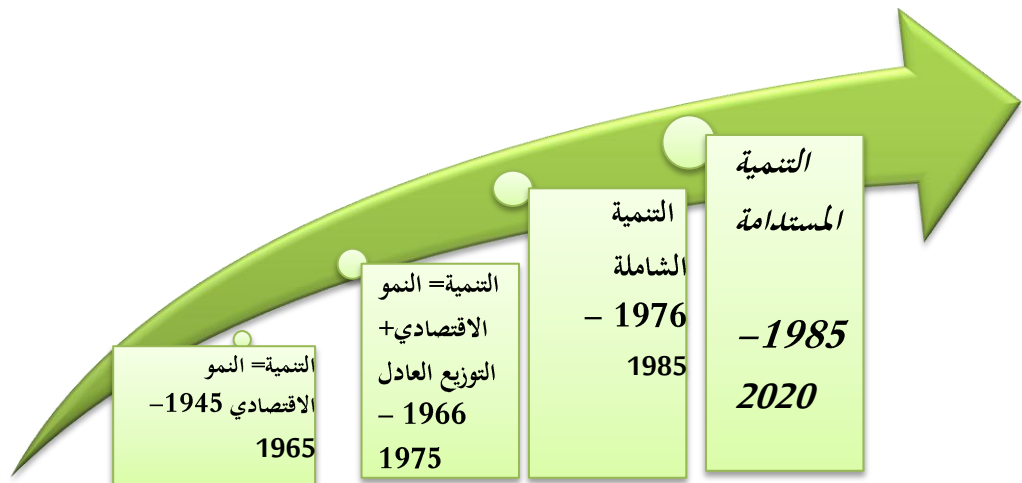 التنمية= النمو
الاقتصادي 1945–
1965
التنمية= النمو
الاقتصادي+
التوزيع العادل
1966 –
1975
التنمية
الشاملة
1976 –
1985
التنمية
المستدامة
1985–
2020